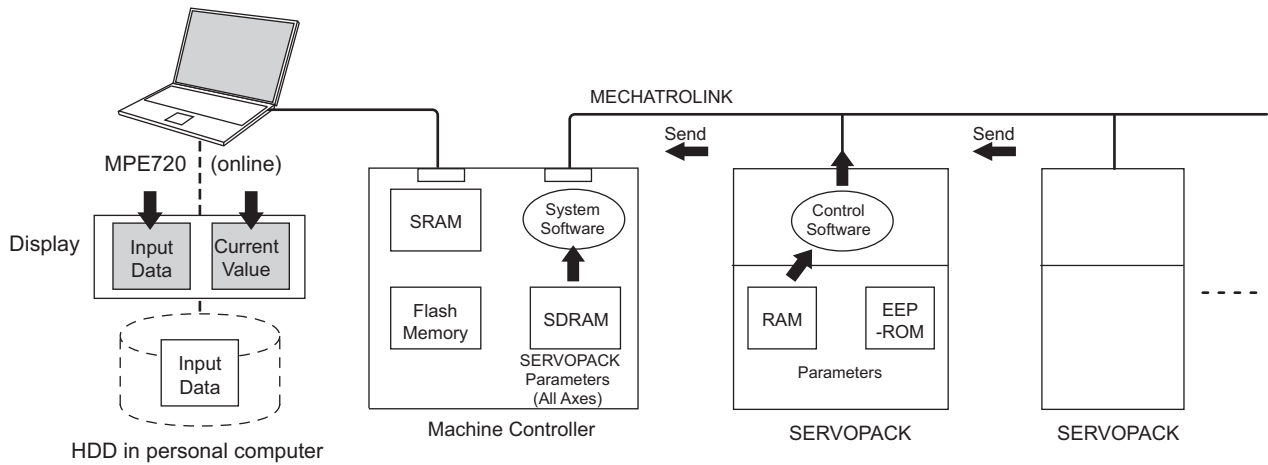 MECHATROLINK
Send
Send
MPE720 (online)
Display
Input
Data
Current
Value
Input
Data
HDD in personal computer
SRAM
System
Software
Flash
Memory
SDRAM
SERVOPACK
Parameters
(All Axes)
Machine Controller
Control
Software
RAM
EEP
-ROM
Parameters
SERVOPACK
SERVOPACK